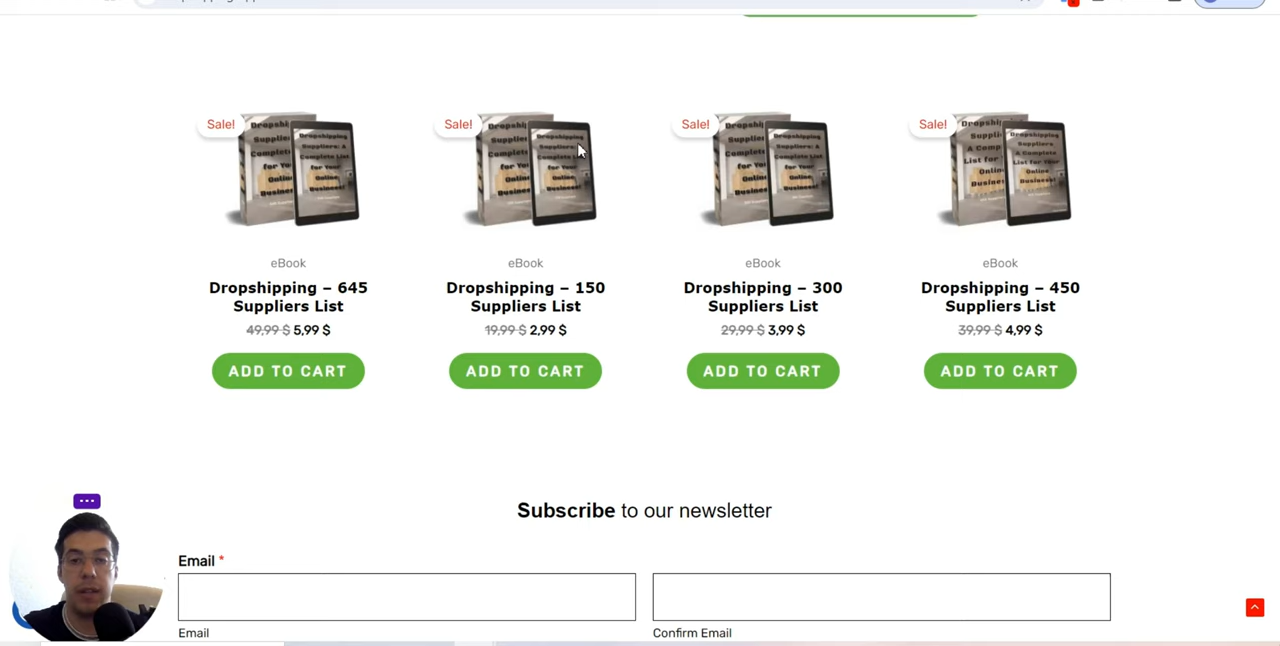 Sale!
Sale!
Sale!
Sale!
eBook
Dropshipping – 645
Suppliers List
49,99 $ 5,99 $
ADD TO CART
eBook
Dropshipping – 150
Suppliers List
19,99 $ 2,99 $
ADD TO CART
eBook
Dropshipping – 300
Suppliers List
29,99 $ 3,99 $
ADD TO CART
eBook
Dropshipping – 450
Suppliers List
39,99 $ 4,99 $
ADD TO CART
Subscribe to our newsletter
Email *
Email
Confirm Email